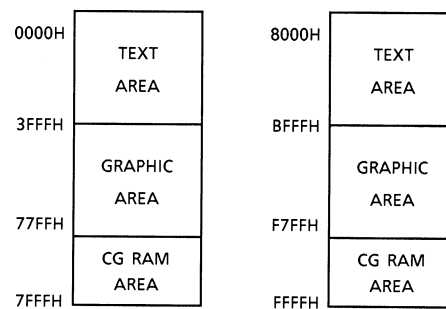 0000H
TEXT
AREA
3FFFH
GRAPHIC
AREA
77FFH
CG RAM
AREA
7FFFH
8000H
TEXT
AREA
BFFFH
GRAPHIC
AREA
F7FFH
CG RAM
AREA
FFFFH